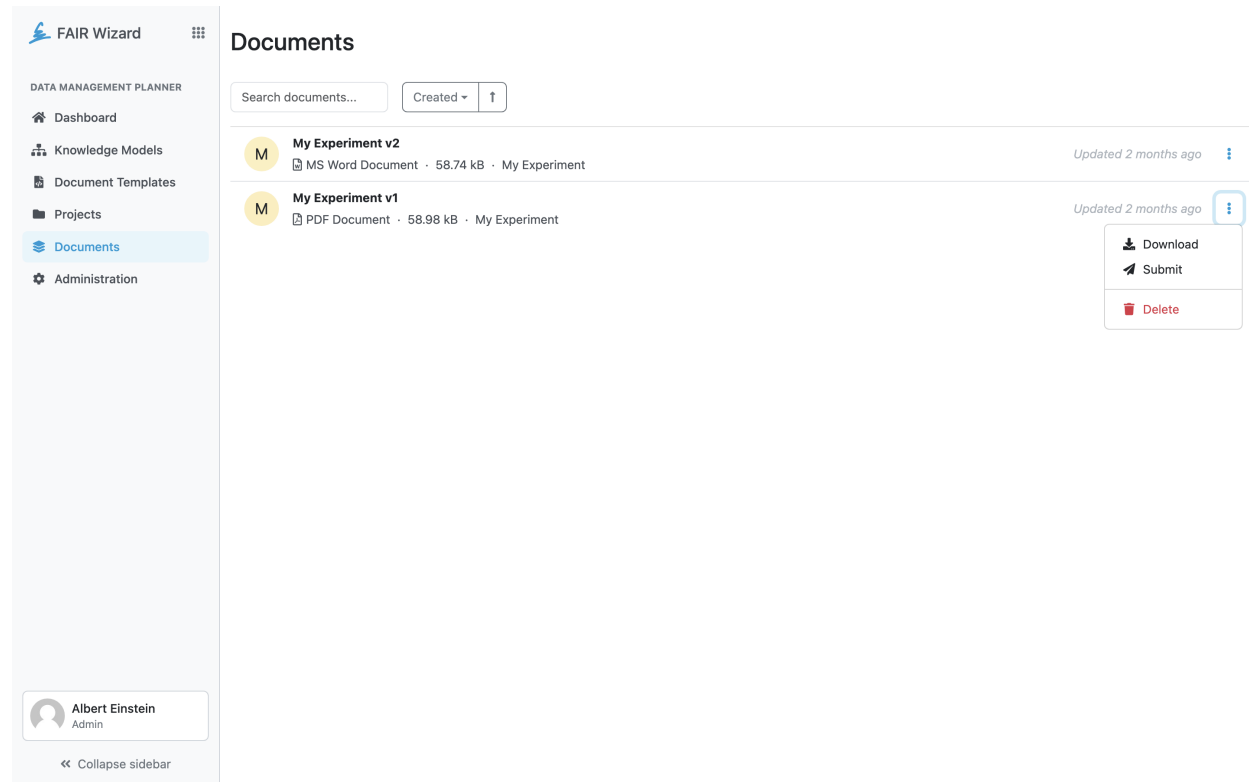 FAIR Wizard
DATA MANAGEMENT PLANNER
Dashboard
Knowledge Models
Document Templates
Projects
Documents
Administration
Albert Einstein
Admin
Collapse sidebar
Documents
Search documents...
Created
M
My Experiment v2
MS Word Document · 58.74 kB · My Experiment
Updated 2 months ago
M
My Experiment v1
PDF Document · 58.98 kB · My Experiment
Updated 2 months ago
Download
Submit
Delete